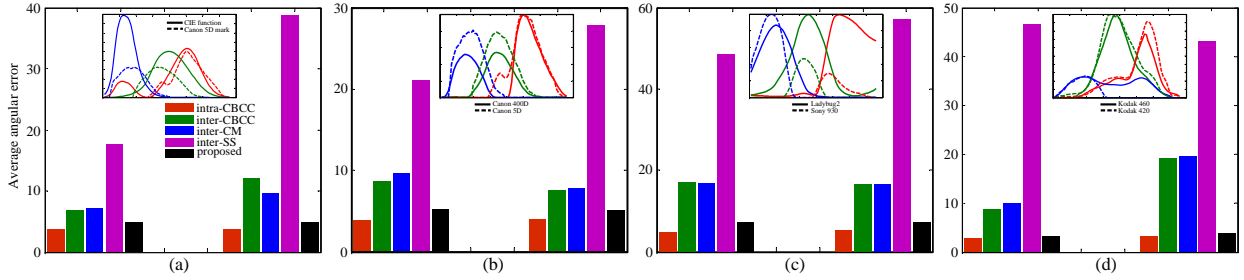 Average angular error
40
30
20
10
0
CIE function
Canon 5D mark
intra-CBCC
inter-CBCC
inter-CM
inter-SS
proposed
(a)
30
20
10
0
Canon 400D
Canon 5D
(b)
60
40
20
0
Ladybug2
Sony 930
(c)
50
40
30
20
10
0
Kodak 460
Kodak 420
(d)